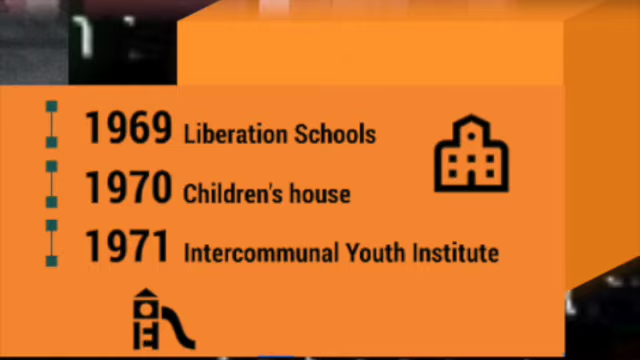 1969 Liberation Schools
1970 Children's house
1971 Intercommunal Youth Institute